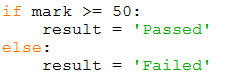 if mark >= 50:
    result = 'Passed'
else:
    result = 'Failed'